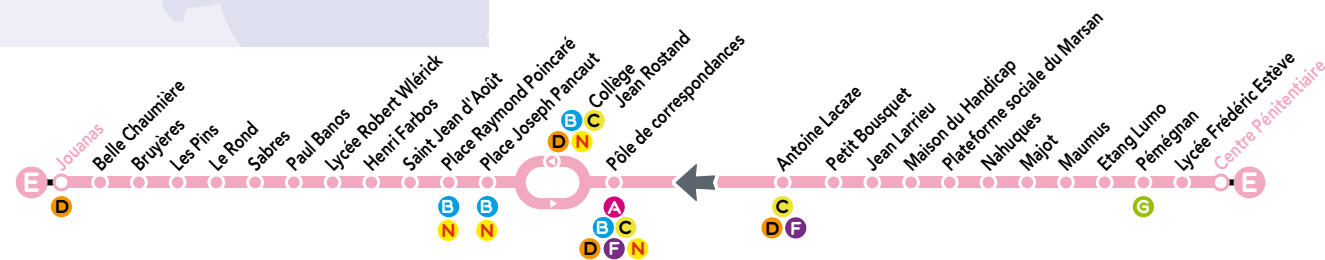 E
Jouanas
D
Belle Chaumière
Bruyères
Les Pins
Le Rond
Sabres
Paul Banos
Lycée Robert Wlérick
Henri Farbos
Saint Jean d'Août
Place Raymond Poincaré
B
N
Place Joseph Pancaut
B
N
Collège
Jean Rostand
B C
D N
Pôle de correspondances
A
B C
D F N
Antoine Lacaze
C
D F
Petit Bousquet
Jean Larrieu
Maison du Handicap
Plateforme sociale du Marsan
Nahuques
Majot
Maumus
Etang Lumo
Pémégnan
G
Lycée Frédéric Estève
Centre Pénitentiaire
E